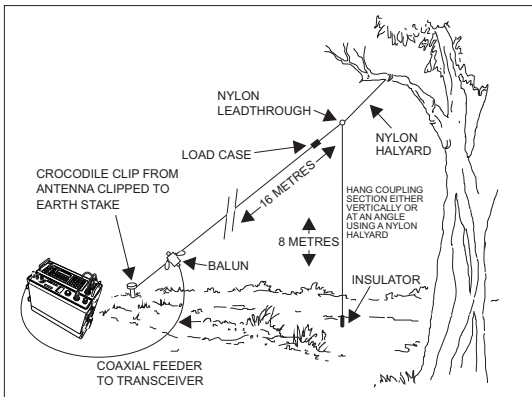 NYLON
LEADTHROUGH
NYLON
HALYARD
LOAD CASE
CROCODILE CLIP FROM
ANTENNA CLIPPED TO
EARTH STAKE
16 METRES
HANG COUPLING
SECTION EITHER
VERTICALLY OR
AT AN ANGLE
USING A NYLON
HALYARD
8 METRES
BALUN
INSULATOR
COAXIAL FEEDER
TO TRANSCEIVER